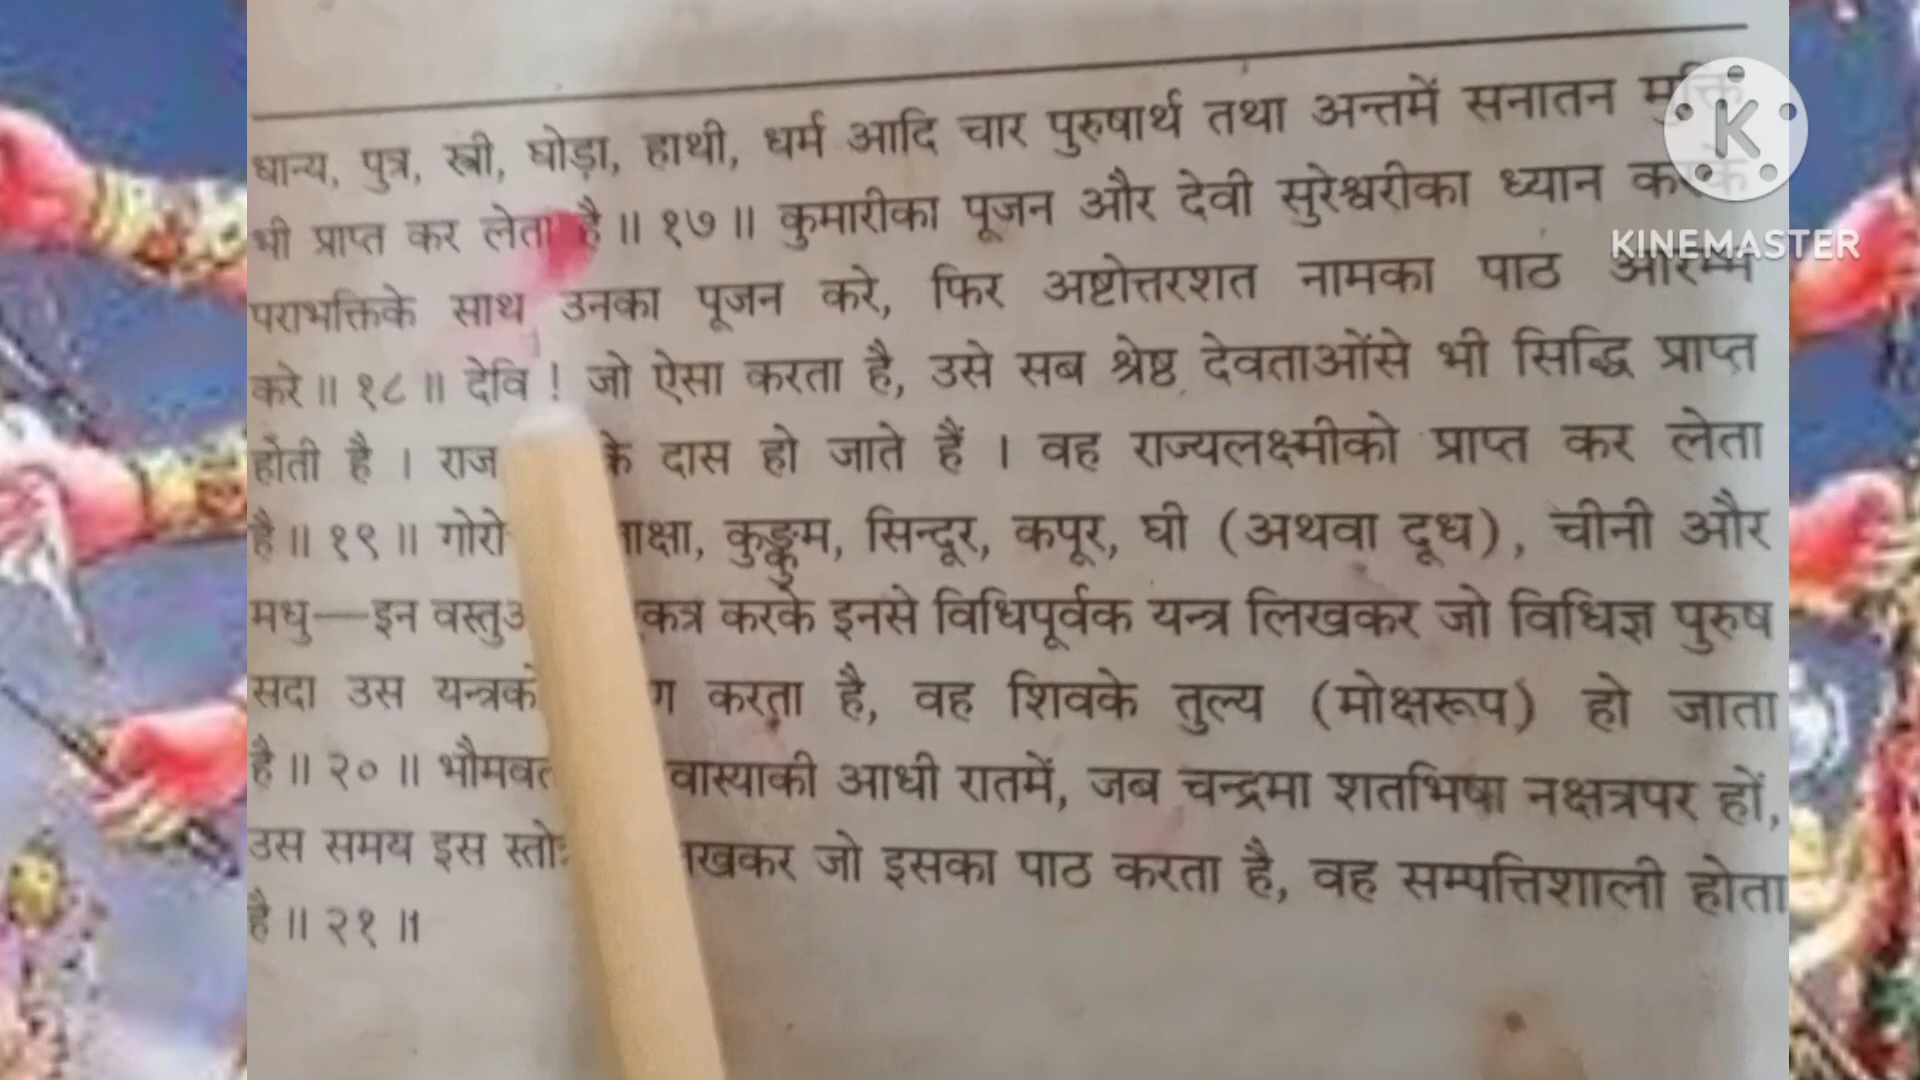 धान्य, पुत्र, स्त्री, घोड़ा, हाथी, धर्म आदि चार पुरुषार्थ तथा अन्तमें सनातन
भी प्राप्त कर लेता है ॥ १७ ॥ कुमारीका पूजन और देवी सुरेश्वरीका ध्यान
पराभक्तिके साथ उनका पूजन करे, फिर अष्टोत्तरशत नामका पाठ आरम्भ
करे ॥ १८ ॥ देवि ! जो ऐसा करता है, उसे सब श्रेष्ठ देवताओंसे भी सिद्धि प्राप्त
होती है । के दास हो जाते हैं । वह राज्यलक्ष्मीको प्राप्त कर लेता
है ॥ १९ ॥ कुङ्कुम, सिन्दूर, कपूर, घी (अथवा दूध), चीनी और
मधु—इन करके इनसे विधिपूर्वक यन्त्र लिखकर जो विधिज्ञ पुरुष
सदा उस करता है, वह शिवके तुल्य (मोक्षरूप) हो जाता
है ॥ २० ॥ आधी रातमें, जब चन्द्रमा शतभिषा नक्षत्रपर हों,
उस समय इस जो इसका पाठ करता है, वह सम्पत्तिशाली होता
है ॥ २१ ॥
K
KINEMASTER